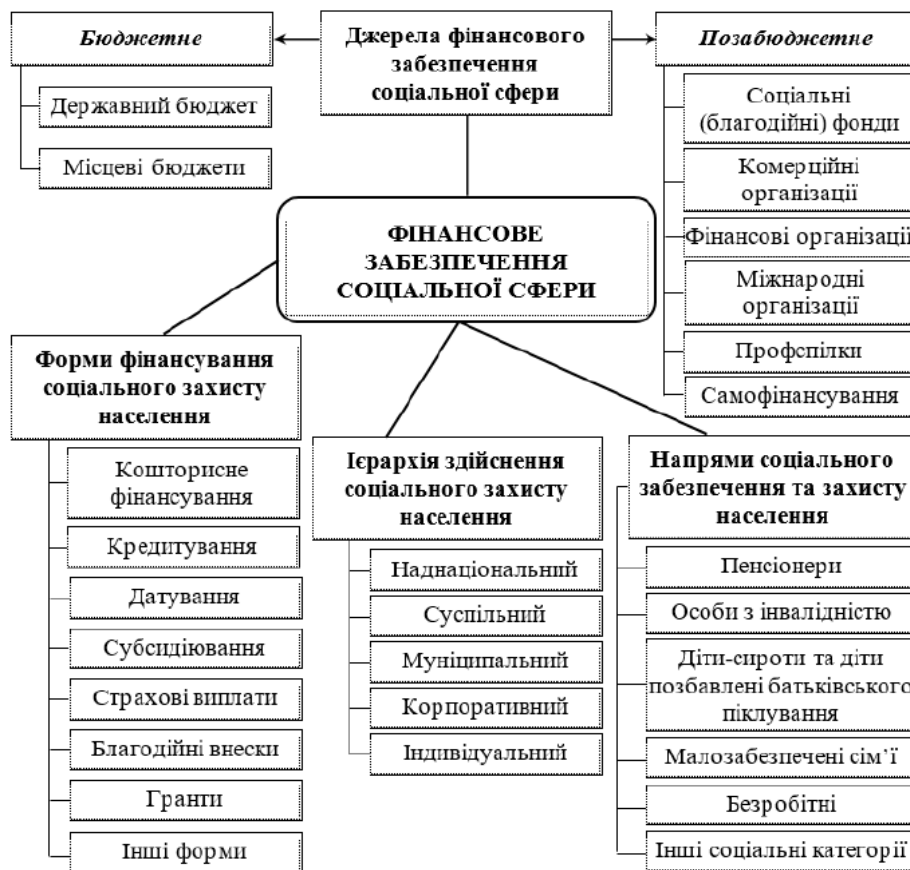 Бюджетне
Державний бюджет
Місцеві бюджети
Джерела фінансового
забезпечення
соціальної сфери
Позабюджетне
Соціальні
(благодійні) фонди
Комерційні
організації
Фінансові організації
Міжнародні
організації
Профспілки
Самофінансування
ФІНАНСОВЕ
ЗАБЕЗПЕЧЕННЯ
СОЦІАЛЬНОЇ СФЕРИ
Форми фінансування
соціального захисту
населення
Кошторисне
фінансування
Кредитування
Датування
Субсидіювання
Страхові виплати
Благодійні внески
Гранти
Інші форми
Ієрархія здійснення
соціального захисту
населення
Наднаціональний
Суспільний
Муніципальний
Корпоративний
Індивідуальний
Напрями соціального
забезпечення та захисту
населення
Пенсіонери
Особи з інвалідністю
Діти-сироти та діти
позбавлені батьківського
піклування
Малозабезпечені сім’ї
Безробітні
Інші соціальні категорії